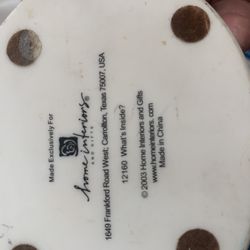 Made Exclusively For
home interiors®
AND GIFTS
1649 Frankford Road West; Carrollton, Texas 75007, USA
12160 What's Inside?
© 2003 Home Interiors and Gifts
www.homeinteriors.com
Made in China